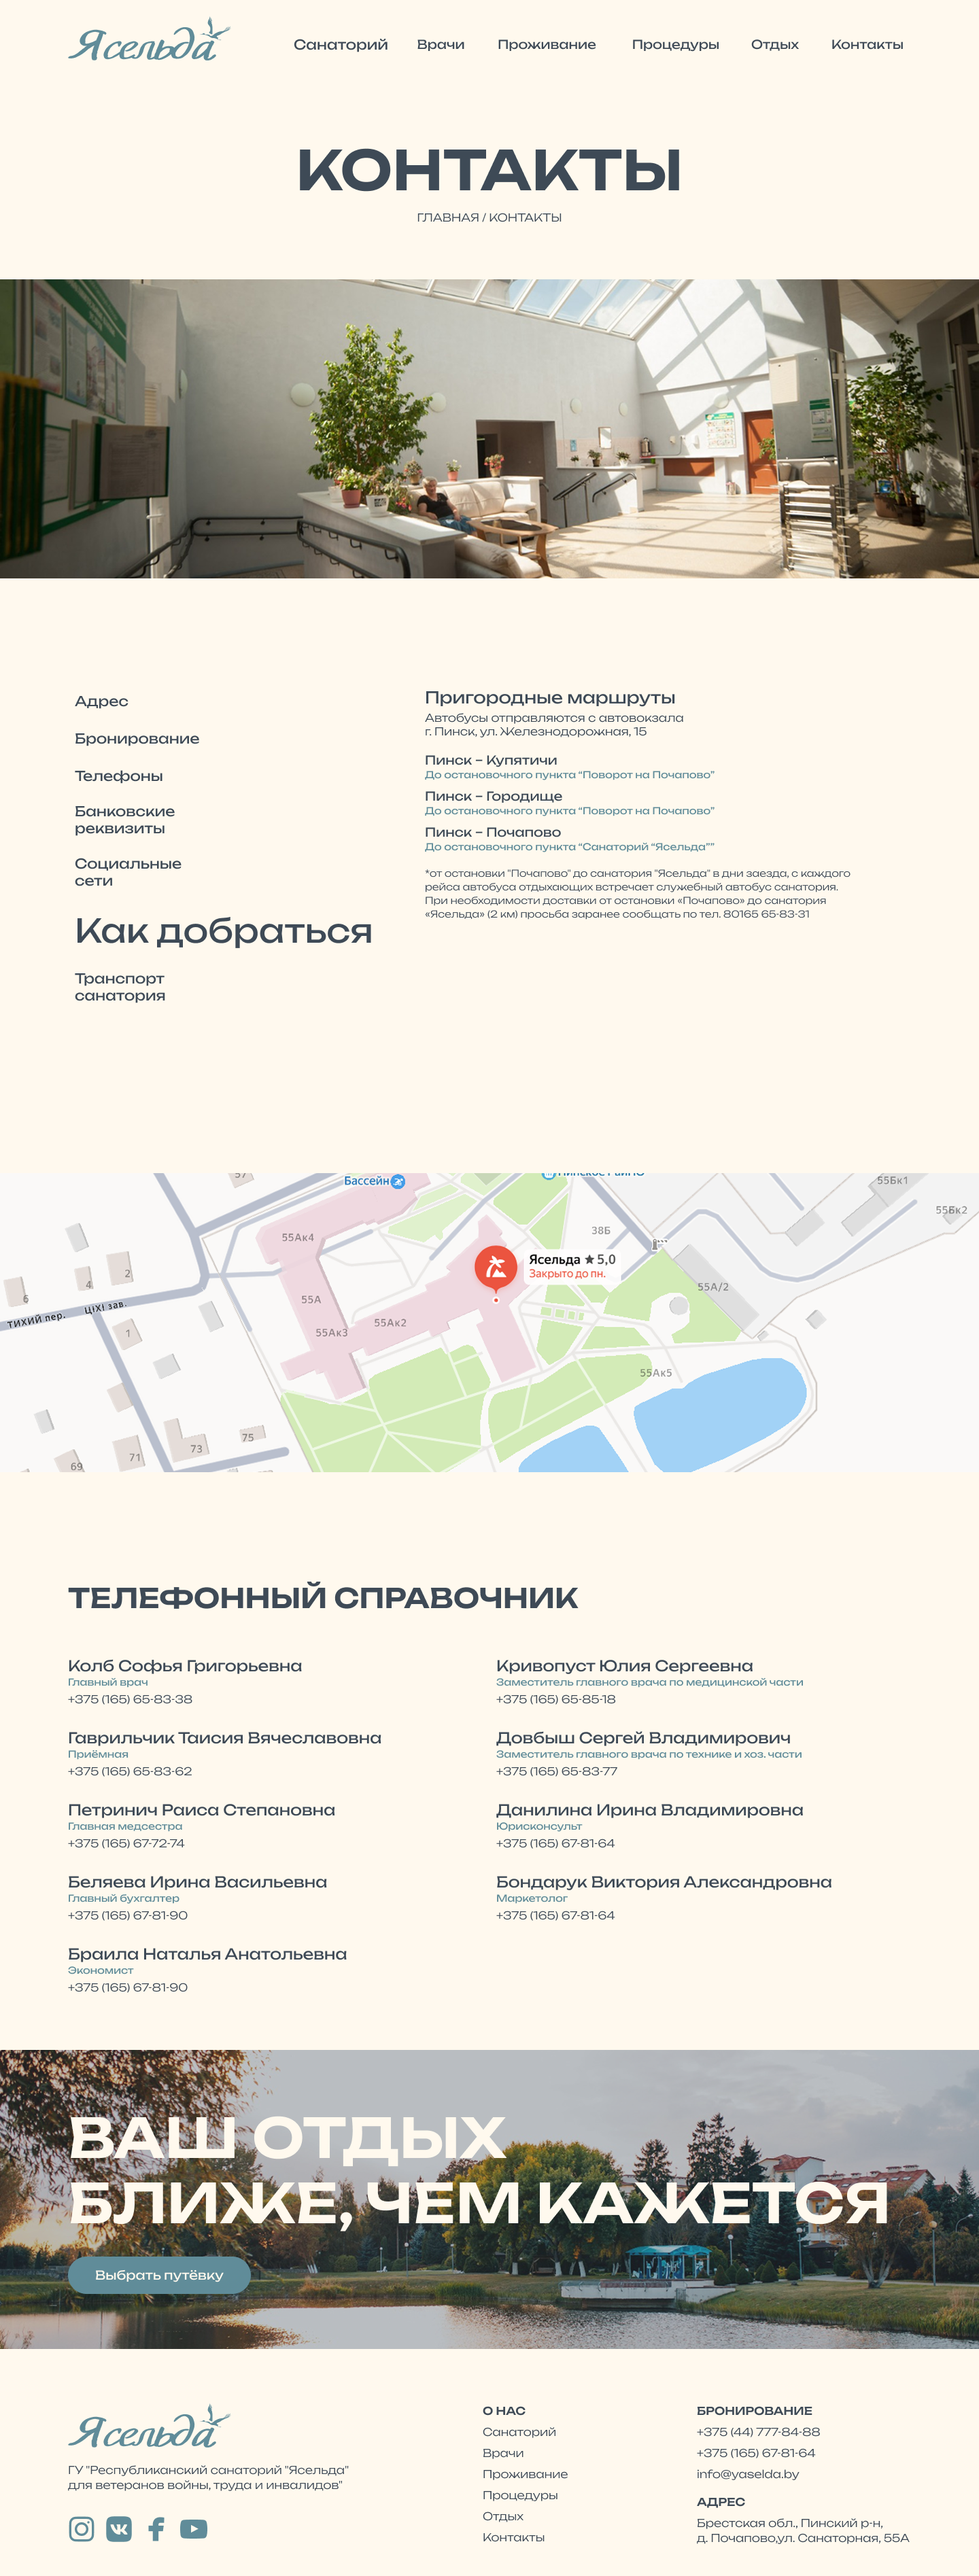 Ясельда
Санаторий Врачи Проживание Процедуры Отдых Контакты
КОНТАКТЫ
ГЛАВНАЯ / КОНТАКТЫ
Адрес
Бронирование
Телефоны
Банковские
реквизиты
Социальные
сети
Как добраться
Транспорт
санатория
Пригородные маршруты
Автобусы отправляются с автовокзала
г. Пинск, ул. Железнодорожная, 15
Пинск – Купятичи
До остановочного пункта “Поворот на Почапово”
Пинск – Городище
До остановочного пункта “Поворот на Почапово”
Пинск – Почапово
До остановочного пункта “Санаторий “Ясельда””
*от остановки "Почапово" до санатория "Ясельда" в дни заезда, с каждого
рейса автобуса отдыхающих встречает служебный автобус санатория.
При необходимости доставки от остановки «Почапово» до санатория
«Ясельда» (2 км) просьба заранее сообщать по тел. 80165 65-83-31
57
Бассейн
55Бк1
55Бк2
38Б
55Ак4
Ясельда ★ 5,0
Закрыто до пн.
2
4
6
55А/2
55А
ЦІХІ зав.
ТИХИЙ пер.
55Ак2
55Ак3
1
55Ак5
75
73
71
69
ТЕЛЕФОННЫЙ СПРАВОЧНИК
Колб Софья Григорьевна
Главный врач
+375 (165) 65-83-38
Кривопуст Юлия Сергеевна
Заместитель главного врача по медицинской части
+375 (165) 65-85-18
Гаврильчик Таисия Вячеславовна
Приёмная
+375 (165) 65-83-62
Довбыш Сергей Владимирович
Заместитель главного врача по технике и хоз. части
+375 (165) 65-83-77
Петринич Раиса Степановна
Главная медсестра
+375 (165) 67-72-74
Данилина Ирина Владимировна
Юрисконсульт
+375 (165) 67-81-64
Беляева Ирина Васильевна
Главный бухгалтер
+375 (165) 67-81-90
Бондарук Виктория Александровна
Маркетолог
+375 (165) 67-81-64
Браила Наталья Анатольевна
Экономист
+375 (165) 67-81-90
ВАШ ОТДЫХ
БЛИЖЕ, ЧЕМ КАЖЕТСЯ
Выбрать путёвку
Ясельда
ГУ "Республиканский санаторий "Ясельда"
для ветеранов войны, труда и инвалидов"
О НАС
Санаторий
Врачи
Проживание
Процедуры
Отдых
Контакты
БРОНИРОВАНИЕ
+375 (44) 777-84-88
+375 (165) 67-81-64
info@yaselda.by
АДРЕС
Брестская обл., Пинский р-н,
д. Почапово,ул. Санаторная, 55А